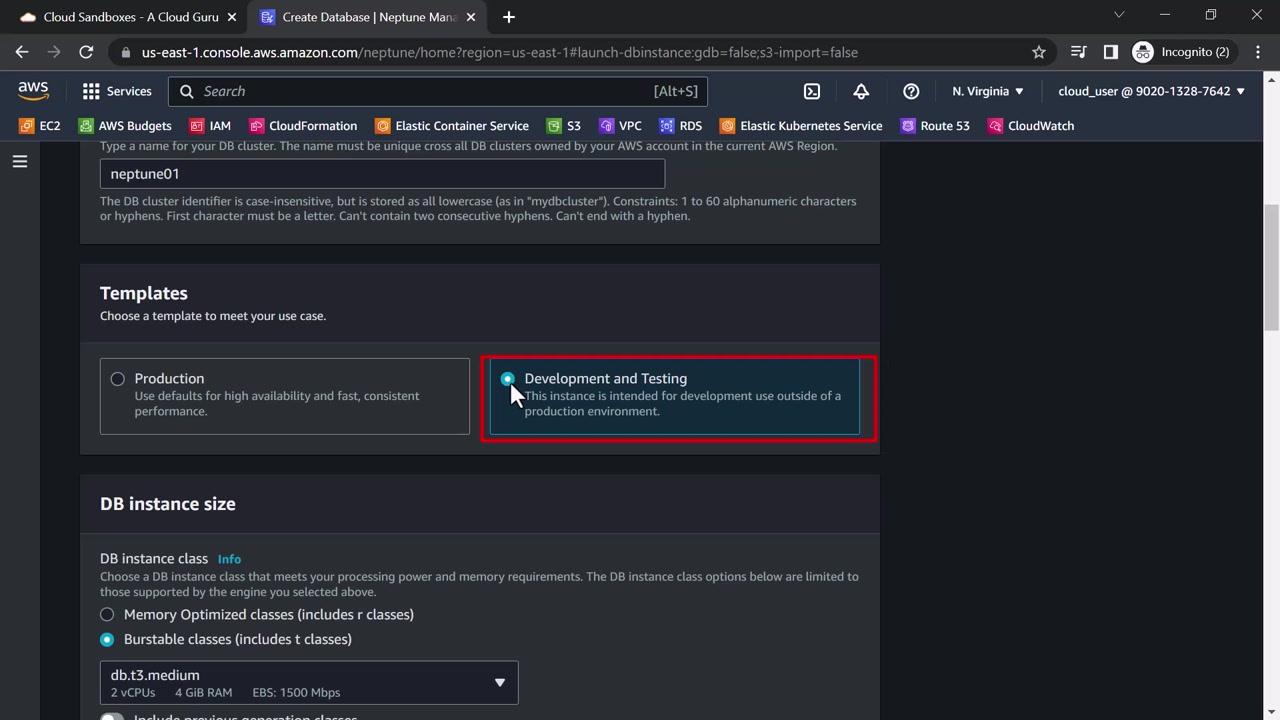 Cloud Sandboxes - A Cloud Guru
Create Database | Neptune Mana
us-east-1.console.aws.amazon.com/neptune/home?region=us-east-1#launch-dbinstance:gdb=false;s3-import=false
Incognito (2)
aws
Services
Search
[Alt+S]
N. Virginia
cloud_user @ 9020-1328-7642
EC2
AWS Budgets
IAM
CloudFormation
Elastic Container Service
S3
VPC
RDS
Elastic Kubernetes Service
Route 53
CloudWatch
Type a name for your DB cluster. The name must be unique cross all DB clusters owned by your AWS account in the current AWS Region.
neptune01
The DB cluster identifier is case-insensitive, but is stored as all lowercase (as in "mydbcluster"). Constraints: 1 to 60 alphanumeric characters
or hyphens. First character must be a letter. Can't contain two consecutive hyphens. Can't end with a hyphen.
Templates
Choose a template to meet your use case.
Production
Use defaults for high availability and fast, consistent
performance.
Development and Testing
This instance is intended for development use outside of a
production environment.
DB instance size
DB instance class Info
Choose a DB instance class that meets your processing power and memory requirements. The DB instance class options below are limited to
those supported by the engine you selected above.
Memory Optimized classes (includes r classes)
Burstable classes (includes t classes)
db.t3.medium
2 vCPUs 4 GiB RAM EBS: 1500 Mbps
Include previous generation classes